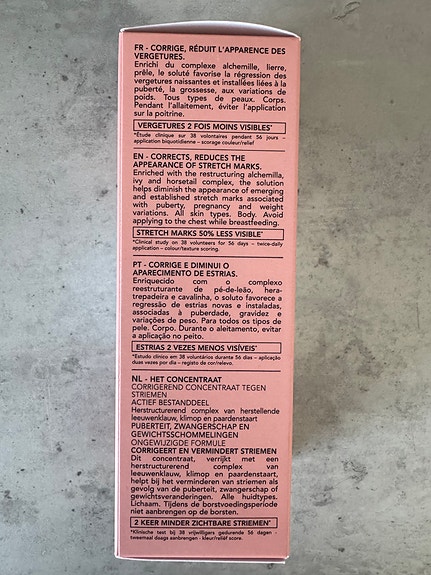 FR - CORRIGE, RÉDUIT L'APPARENCE DES
VERGETURES.
Enrichi du complexe alchemille, lierre,
prêle, le soluté favorise la régression des
vergetures naissantes et installées liées à la
puberté, la grossesse, aux variations de
poids. Tous types de peaux. Corps.
Pendant l'allaitement, éviter l'application
sur la poitrine.
VERGETURES 2 FOIS MOINS VISIBLES*
*Étude clinique sur 38 volontaires pendant 56 jours -
application biquotidienne - scorage couleur/relief
EN - CORRECTS, REDUCES THE
APPEARANCE OF STRETCH MARKS.
Enriched with the restructuring alchemilla,
ivy and horsetail complex, the solution
helps diminish the appearance of emerging
and established stretch marks associated
with puberty, pregnancy and weight
variations. All skin types. Body. Avoid
applying to the chest while breastfeeding.
STRETCH MARKS 50% LESS VISIBLE*
*Clinical study on 38 volunteers for 56 days - twice-daily
application - colour/texture scoring.
PT - CORRIGE E DIMINUI O
APARECIMENTO DE ESTRIAS.
Enriquecido com o complexo
reestruturante de pé-de-leão, hera-
trepadeira e cavalinha, o soluto favorece a
regressão de estrias novas e instaladas,
associadas à puberdade, gravidez e
variações de peso. Para todos os tipos de
pele. Corpo. Durante o aleitamento, evitar
a aplicação no peito.
ESTRIAS 2 VEZES MENOS VISÍVEIS*
*Estudo clínico em 38 voluntários durante 56 dias - aplicação
duas vezes por dia - registo de cor/relevo.
NL - HET CONCENTRAAT
CORRIGEREND CONCENTRAAT TEGEN
STRIEMEN
ACTIEF BESTANDDEEL
Herstructurerend complex van herstellende
leeuwenklauw, klimop en paardenstaart
PUBERTEIT, ZWANGERSCHAP EN
GEWICHTSSCHOMMELINGEN
ONGEWIJZIGDE FORMULE
CORRIGEERT EN VERMINDERT STRIEMEN
Dit concentraat, verrijkt met een
herstructurerend complex van
leeuwenklauw, klimop en paardenstaart,
helpt bij het verminderen van striemen als
gevolg van de puberteit, zwangerschap of
gewichtsveranderingen. Alle huidtypes.
Lichaam. Tijdens de borstvoedingsperiode
niet aanbrengen op de borsten.
2 KEER MINDER ZICHTBARE STRIEMEN*
*Klinische test bij 38 vrijwilligers gedurende 56 dagen -
tweemaal daags aanbrengen - kleur/reliëf score.